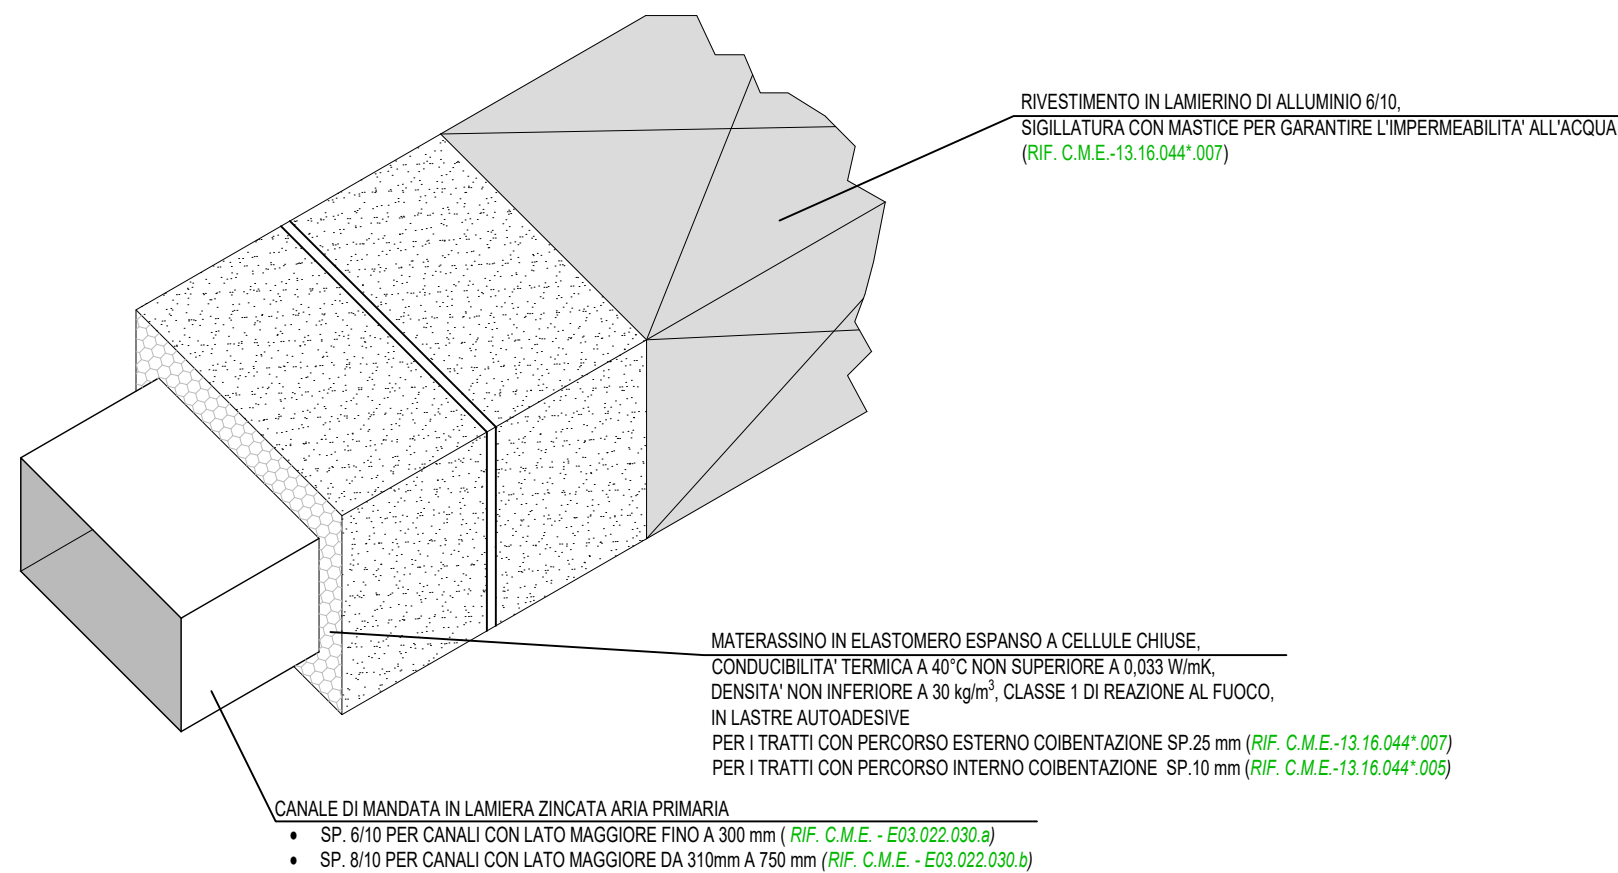 RIVESTIMENTO IN LAMIERINO DI ALLUMINIO 6/10,
SIGILLATURA CON MASTICE PER GARANTIRE L'IMPERMEABILITA' ALL'ACQUA
(RIF. C.M.E.-13.16.044*.007)
MATERASSINO IN ELASTOMERO ESPANSO A CELLULE CHIUSE,
CONDUCIBILITA' TERMICA A 40°C NON SUPERIORE A 0,033 W/mK,
DENSITA' NON INFERIORE A 30 kg/m³, CLASSE 1 DI REAZIONE AL FUOCO,
IN LASTRE AUTOADESIVE
PER I TRATTI CON PERCORSO ESTERNO COIBENTAZIONE SP.25 mm (RIF. C.M.E.-13.16.044*.007)
PER I TRATTI CON PERCORSO INTERNO COIBENTAZIONE SP.10 mm (RIF. C.M.E.-13.16.044*.005)
CANALE DI MANDATA IN LAMIERA ZINCATA ARIA PRIMARIA
• SP. 6/10 PER CANALI CON LATO MAGGIORE FINO A 300 mm ( RIF. C.M.E. - E03.022.030.a)
• SP. 8/10 PER CANALI CON LATO MAGGIORE DA 310mm A 750 mm (RIF. C.M.E. - E03.022.030.b)